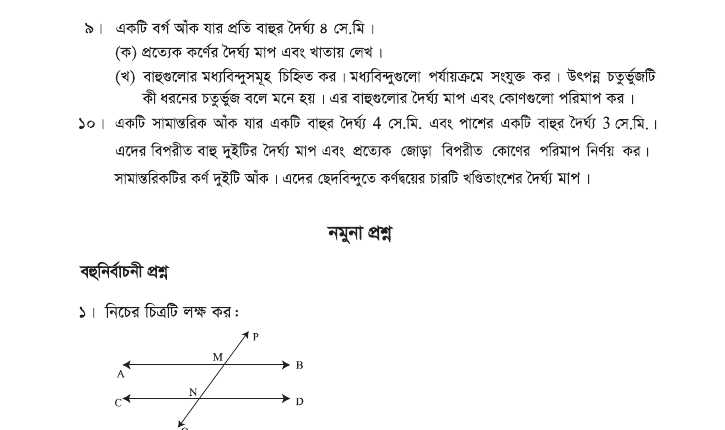 ৯। একটি বর্গ আঁক যার প্রতি বাহুর দৈর্ঘ্য ৪ সে.মি।
(ক) প্রত্যেক কর্ণের দৈর্ঘ্য মাপ এবং খাতায় লেখ।
(খ) বাহুগুলোর মধ্যবিন্দুসমূহ চিহ্নিত কর। মধ্যবিন্দুগুলো পর্যায়ক্রমে সংযুক্ত কর। উৎপন্ন চতুর্ভুজটি
কী ধরনের চতুর্ভুজ বলে মনে হয়। এর বাহুগুলোর দৈর্ঘ্য মাপ এবং কোণগুলো পরিমাপ কর।
১০। একটি সামান্তরিক আঁক যার একটি বাহুর দৈর্ঘ্য 4 সে.মি. এবং পাশের একটি বাহুর দৈর্ঘ্য 3 সে.মি.।
এদের বিপরীত বাহু দুইটির দৈর্ঘ্য মাপ এবং প্রত্যেক জোড়া বিপরীত কোণের পরিমাপ নির্ণয় কর।
সামান্তরিকটির কর্ণ দুইটি আঁক। এদের ছেদবিন্দুতে কর্ণদ্বয়ের চারটি খণ্ডিতাংশের দৈর্ঘ্য মাপ।
নমুনা প্রশ্ন
বহুনির্বাচনী প্রশ্ন
১। নিচের চিত্রটি লক্ষ কর:
P
M
A B
N
C D